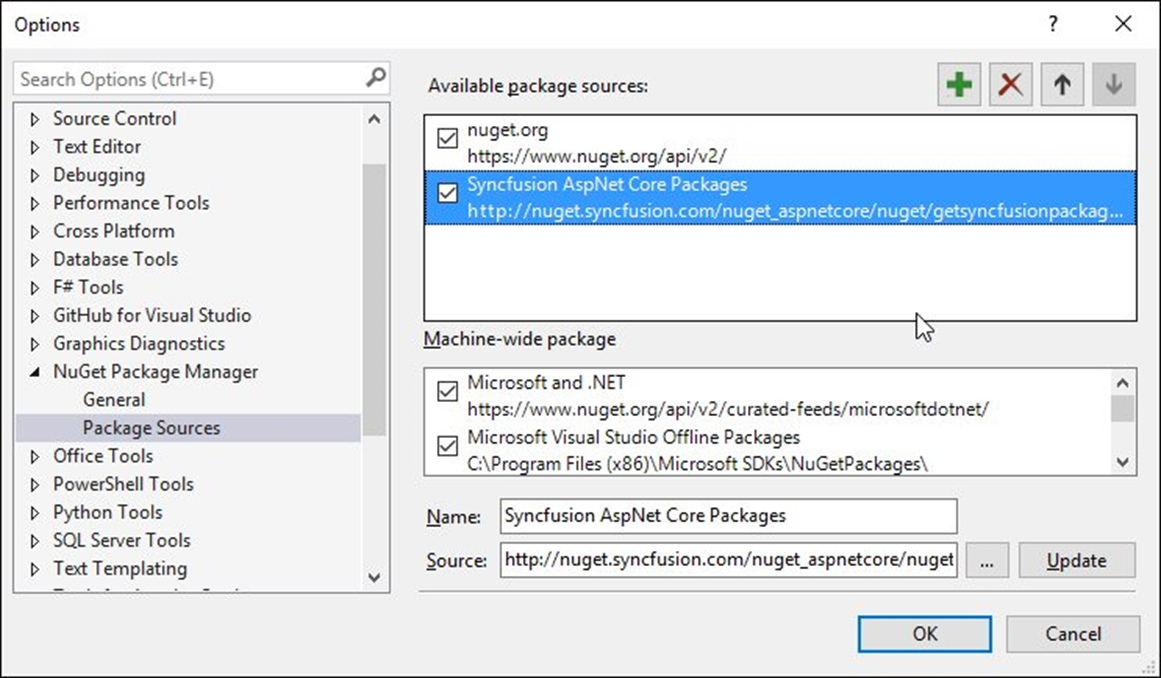 Options
?
Search Options (Ctrl+E)
Source Control
Text Editor
Debugging
Performance Tools
Cross Platform
Database Tools
F# Tools
GitHub for Visual Studio
Graphics Diagnostics
NuGet Package Manager
General
Package Sources
Office Tools
PowerShell Tools
Python Tools
SQL Server Tools
Text Templating
Available package sources:
nuget.org
https://www.nuget.org/api/v2/
Syncfusion AspNet Core Packages
http://nuget.syncfusion.com/nuget_aspnetcore/nuget/getsyncfusionpackag...
Machine-wide package
Microsoft and .NET
https://www.nuget.org/api/v2/curated-feeds/microsoftdotnet/
Microsoft Visual Studio Offline Packages
C:\Program Files (x86)\Microsoft SDKs\NuGetPackages\
Name: Syncfusion AspNet Core Packages
Source: http://nuget.syncfusion.com/nuget_aspnetcore/nuget ... Update
OK Cancel